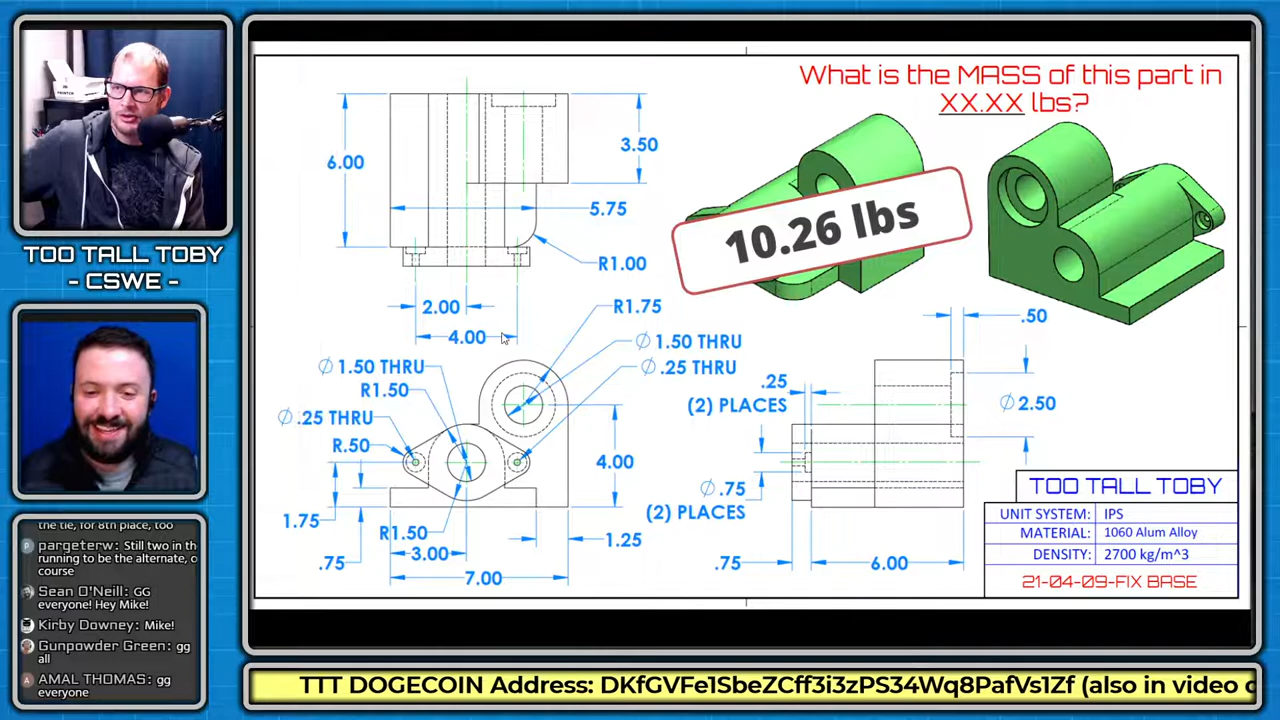 TOO TALL TOBY
- CSWE -
the tie, for 8th place, too
pargeterw: Still two in th
running to be the alternate, o
course
Sean O'Neill: GG
everyone! Hey Mike!
Kirby Downey: Mike!
Gunpowder Green: gg
all
AMAL THOMAS: gg
everyone
What is the MASS of this part in
XX.XX lbs?
10.26 lbs
6.00
3.50
5.75
R1.00
2.00
4.00
R1.75
Ø 1.50 THRU
Ø 1.50 THRU
Ø .25 THRU
R1.50
Ø .25 THRU
R.50
4.00
1.75
R1.50
.75
3.00
1.25
7.00
.50
.25
(2) PLACES
Ø 2.50
Ø .75
(2) PLACES
.75
6.00
TOO TALL TOBY
UNIT SYSTEM: IPS
MATERIAL: 1060 Alum Alloy
DENSITY: 2700 kg/m^3
21-04-09-FIX BASE
TTT DOGECOIN Address: DKfGVFe1SbeZCff3i3zPS34Wq8PafVs1Zf (also in video d